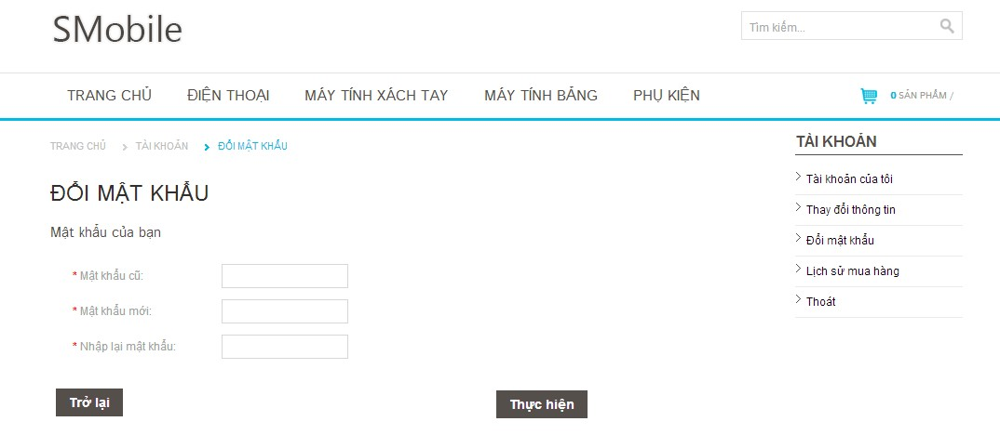 SMobile
Tìm kiếm...
TRANG CHỦ ĐIỆN THOẠI MÁY TÍNH XÁCH TAY MÁY TÍNH BẢNG PHỤ KIỆN
0 SẢN PHẨM /
TRANG CHỦ TÀI KHOẢN ĐỔI MẬT KHẨU
ĐỔI MẬT KHẨU
Mật khẩu của bạn
* Mật khẩu cũ:
* Mật khẩu mới:
* Nhập lại mật khẩu:
Trở lại
Thực hiện
TÀI KHOẢN
Tài khoản của tôi
Thay đổi thông tin
Đổi mật khẩu
Lịch sử mua hàng
Thoát